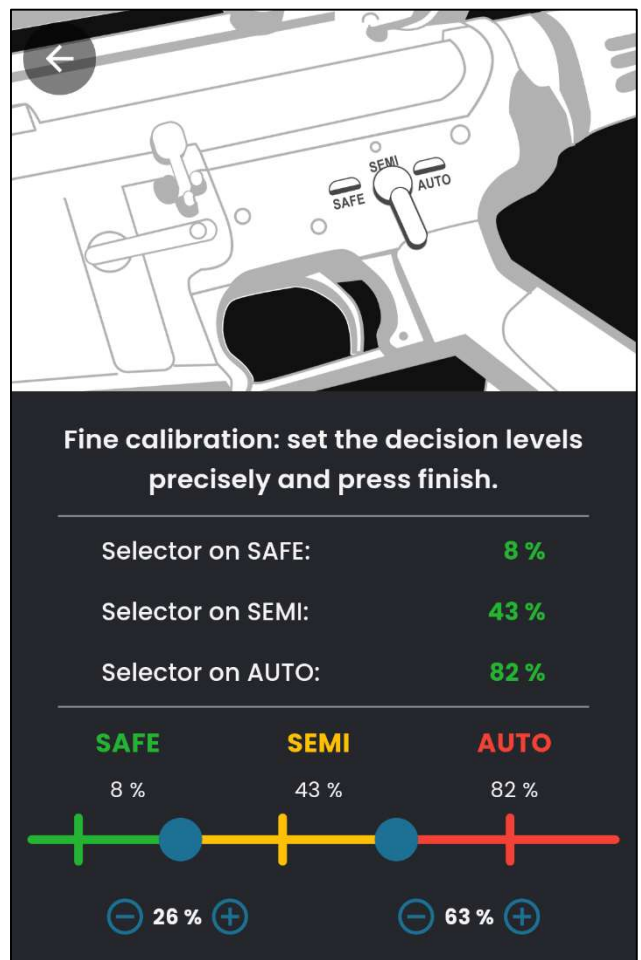 SEMI
SAFE AUTO
Fine calibration: set the decision levels
precisely and press finish.
Selector on SAFE: 8 %
Selector on SEMI: 43 %
Selector on AUTO: 82 %
SAFE SEMI AUTO
8 % 43 % 82 %
26 % 63 %